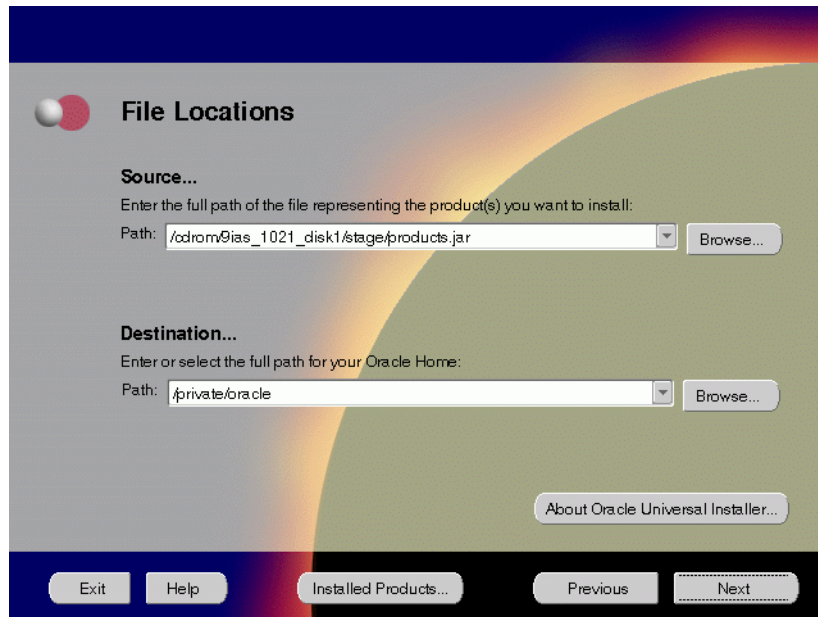 File Locations
Source...
Enter the full path of the file representing the product(s) you want to install:
Path: /cdrom/9ias_1021_disk1/stage/products.jar Browse...
Destination...
Enter or select the full path for your Oracle Home:
Path: /private/oracle Browse...
About Oracle Universal Installer...
Exit Help Installed Products... Previous Next